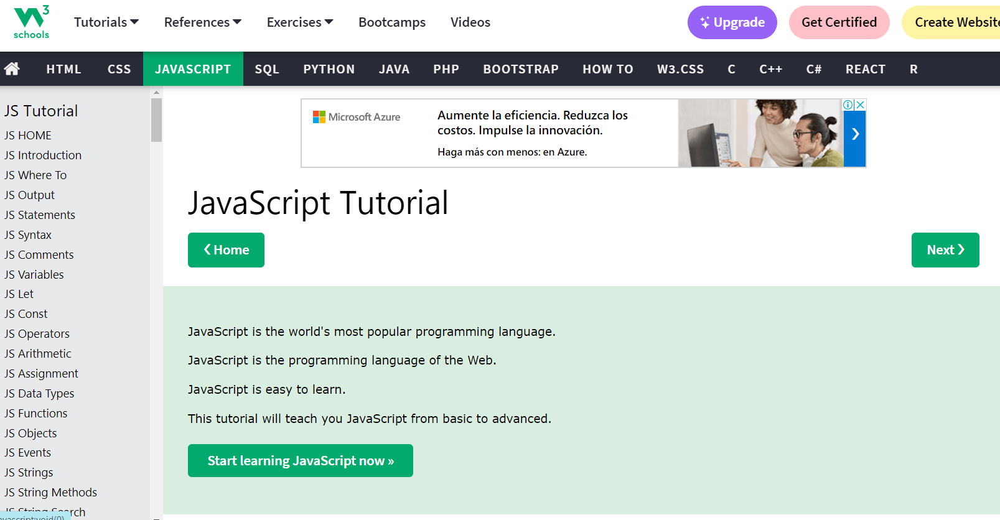 W3
schools
Tutorials
References
Exercises
Bootcamps
Videos
Upgrade
Get Certified
Create Website
HTML
CSS
JAVASCRIPT
SQL
PYTHON
JAVA
PHP
BOOTSTRAP
HOW TO
W3.CSS
C
C++
C#
REACT
R
JS Tutorial
JS HOME
JS Introduction
JS Where To
JS Output
JS Statements
JS Syntax
JS Comments
JS Variables
JS Let
JS Const
JS Operators
JS Arithmetic
JS Assignment
JS Data Types
JS Functions
JS Objects
JS Events
JS Strings
JS String Methods
JS String Search
avascript:void(0)
Microsoft Azure
Aumente la eficiencia. Reduzca los
costos. Impulse la innovación.
Haga más con menos: en Azure.
JavaScript Tutorial
❮ Home
Next ❯
JavaScript is the world's most popular programming language.
JavaScript is the programming language of the Web.
JavaScript is easy to learn.
This tutorial will teach you JavaScript from basic to advanced.
Start learning JavaScript now »